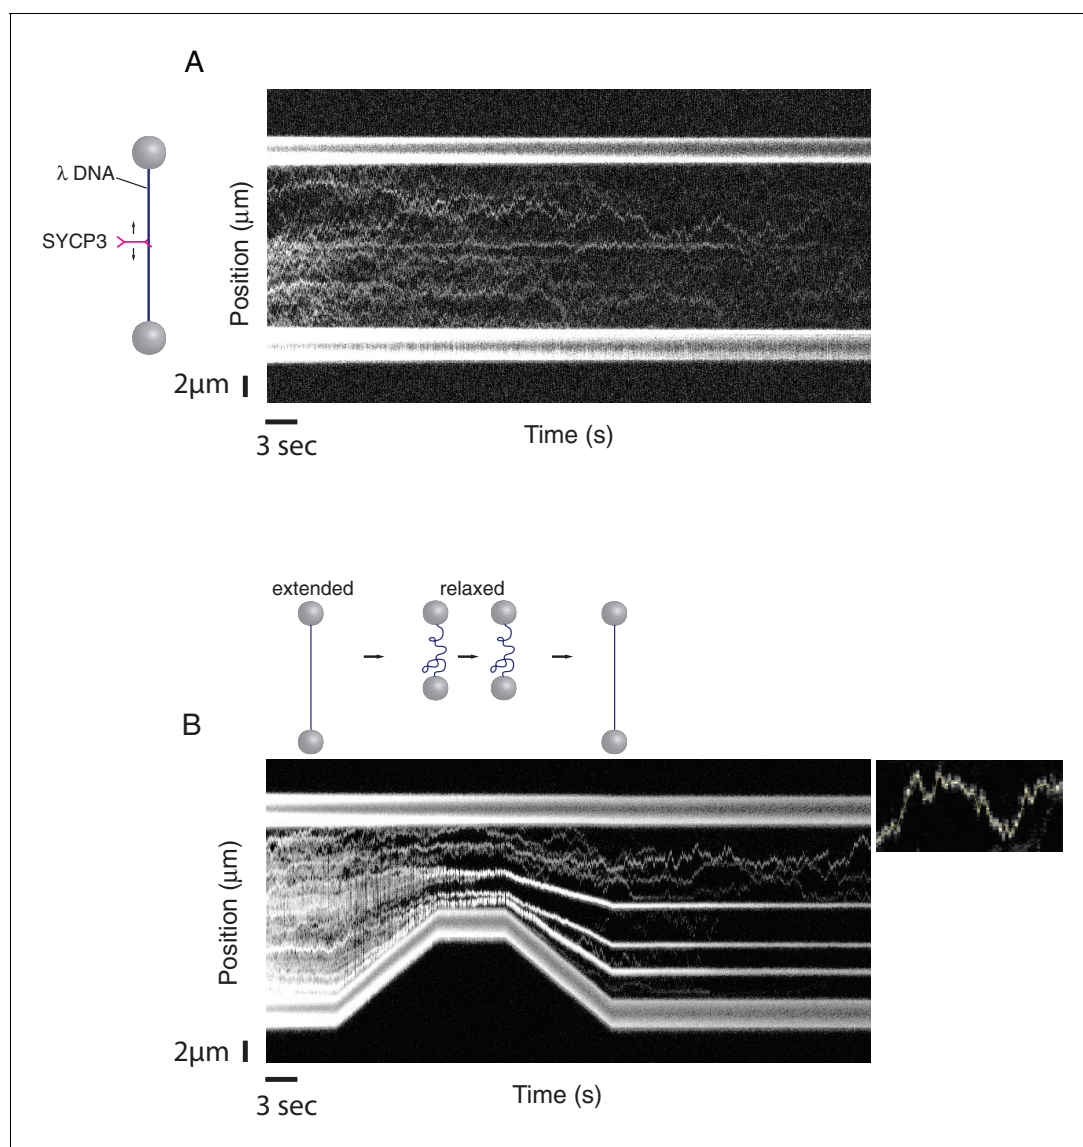 A
λ DNA
SYCP3
Position (μm)
2μm
3 sec
Time (s)
extended
relaxed
B
Position (μm)
2μm
3 sec
Time (s)